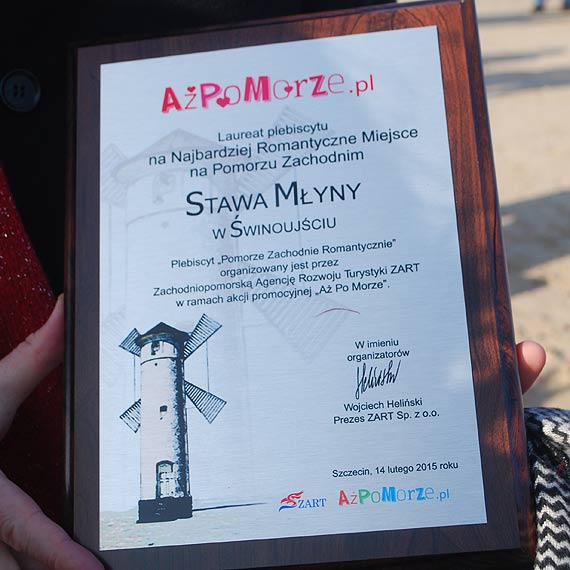 AżPoMorze.pl
Laureat plebiscytu
na Najbardziej Romantyczne Miejsce
na Pomorzu Zachodnim
Stawa Młyny
w Świnoujściu
Plebiscyt „Pomorze Zachodnie Romantycznie”
organizowany jest przez
Zachodniopomorską Agencję Rozwoju Turystyki ZART
w ramach akcji promocyjnej „Aż Po Morze”.
W imieniu
organizatorów
Wojciech Heliński
Prezes ZART Sp. z o.o.
Szczecin, 14 lutego 2015 roku
ZART AżPoMorze.pl